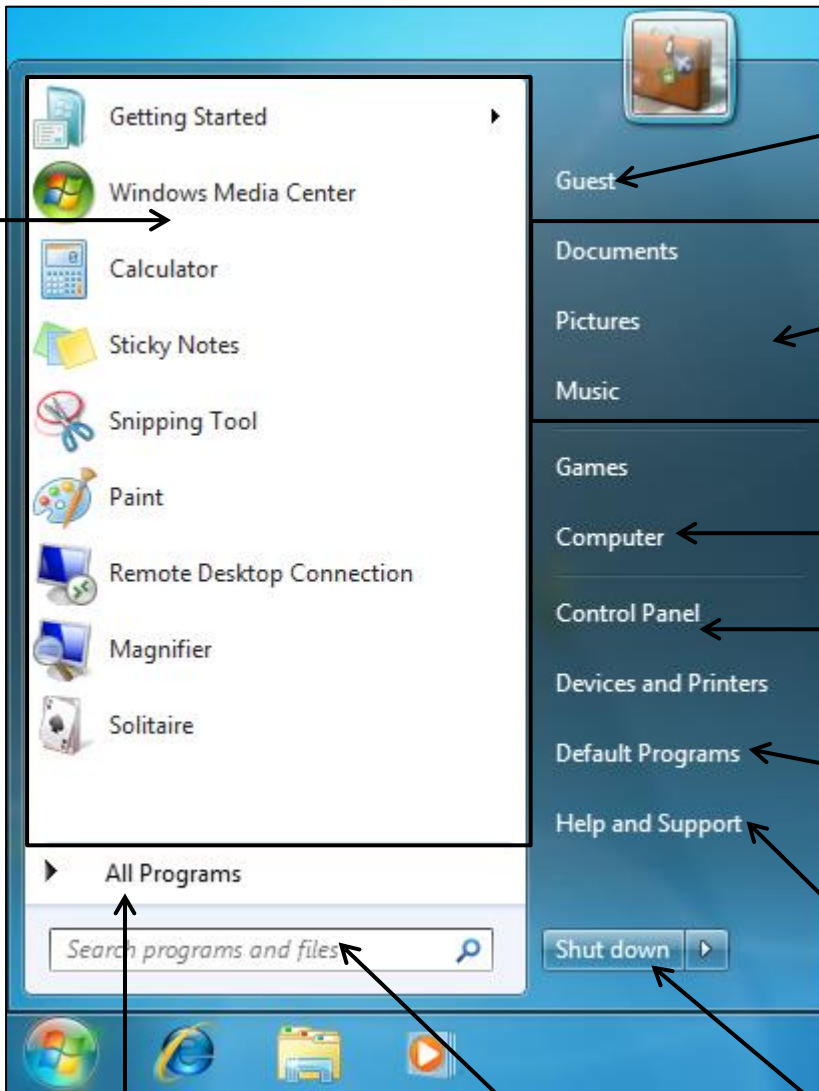 Getting Started
Windows Media Center
Calculator
Sticky Notes
Snipping Tool
Paint
Remote Desktop Connection
Magnifier
Solitaire
All Programs
Search programs and files
Guest
Documents
Pictures
Music
Games
Computer
Control Panel
Devices and Printers
Default Programs
Help and Support
Shut down